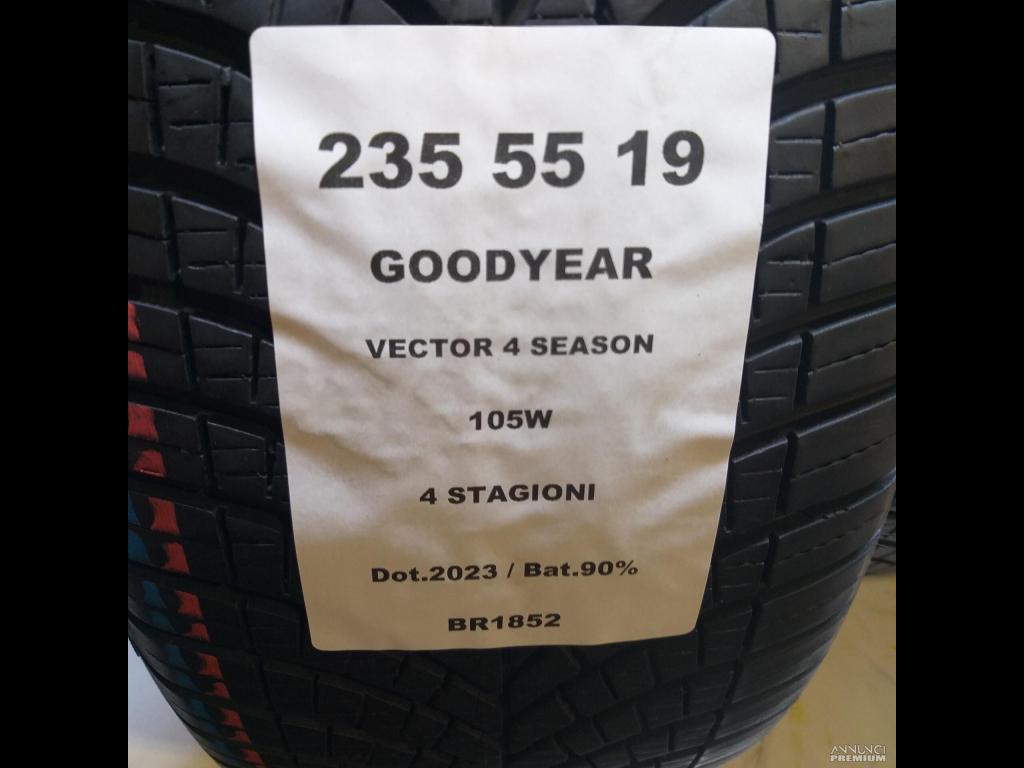 235 55 19
GOODYEAR
VECTOR 4 SEASON
105W
4 STAGIONI
Dot.2023 / Bat.90%
BR1852
ANNUNCI
PREMIUM